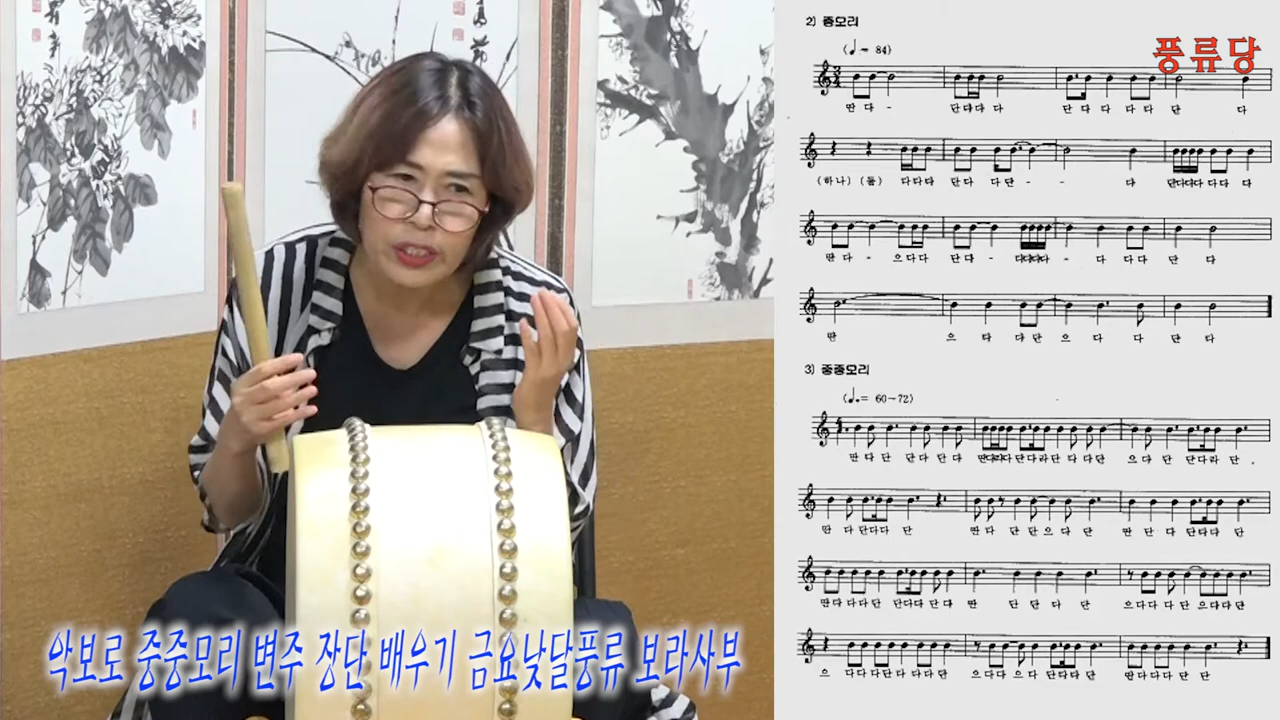 2) 중모리
풍류당
(♩= 84)
딴 다 - 단다다 다 단 다 다 다 다 단 다
(하나) (둘) 다다다 단다 다단 - - 다 단다다다 다다 다
딴 다 - 으다다 단다 - 다다다다 - 다 다다 단 다
딴 으 다 다 단 으 다 다 단 다
3) 중중모리
(♩.= 60~72)
딴 다 단 단다 단다
으다 단 단다라 단
딴 다 단다다 단 딴다 단 단으다 단 딴 단 다 단다다 단
딴다 다다단 단다다 단다 딴 단 단 다 단 으다다 다단 으다다단
으 다다다단다 다다단 으다다 으다 단다다단 딴다다다 단 단
악보로 중중모리 변주 장단 배우기 금요낮달풍류 보라사부